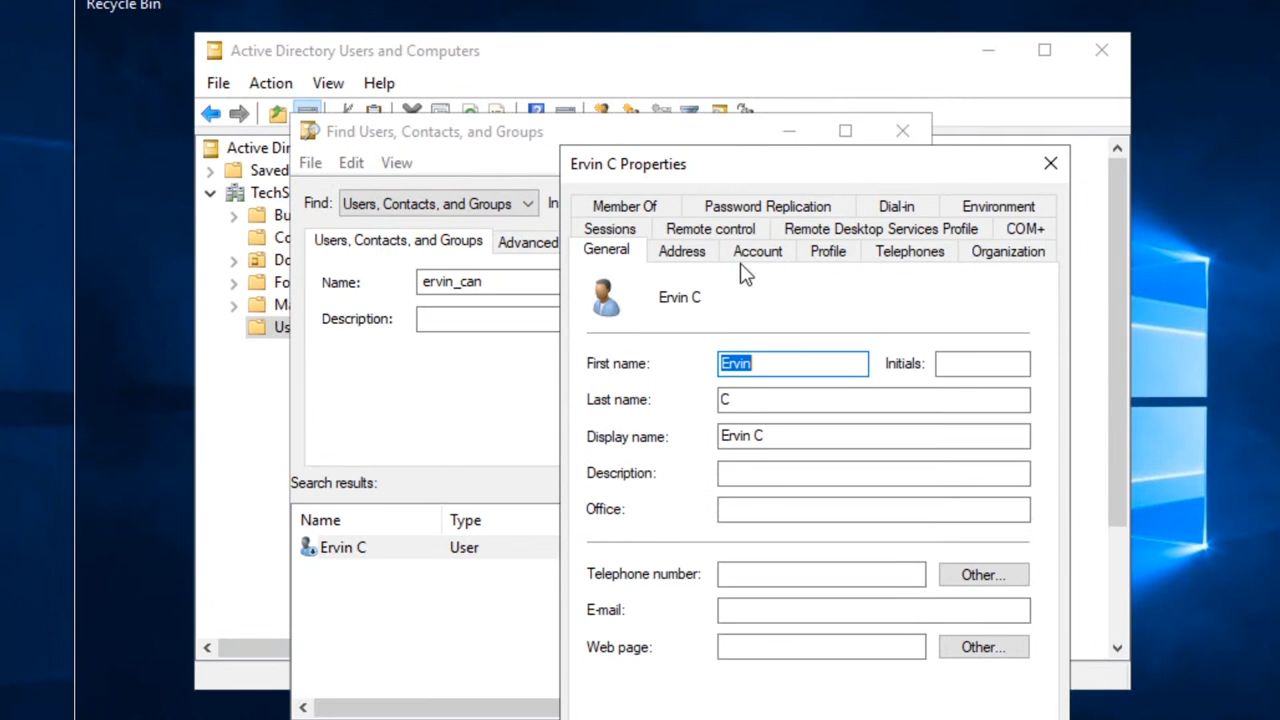 Recycle Bin
Active Directory Users and Computers
File Action View Help
Find Users, Contacts, and Groups
Active Dire
Saved
TechS
Bu
Co
Do
Fo
Ma
Us
File Edit View
Find: Users, Contacts, and Groups In
Users, Contacts, and Groups Advanced
Name: ervin_can
Description:
Search results:
Name Type
Ervin C User
Ervin C Properties
Member Of Password Replication Dial-in Environment
Sessions Remote control Remote Desktop Services Profile COM+
General Address Account Profile Telephones Organization
Ervin C
First name: Ervin Initials:
Last name: C
Display name: Ervin C
Description:
Office:
Telephone number: Other...
E-mail:
Web page: Other...